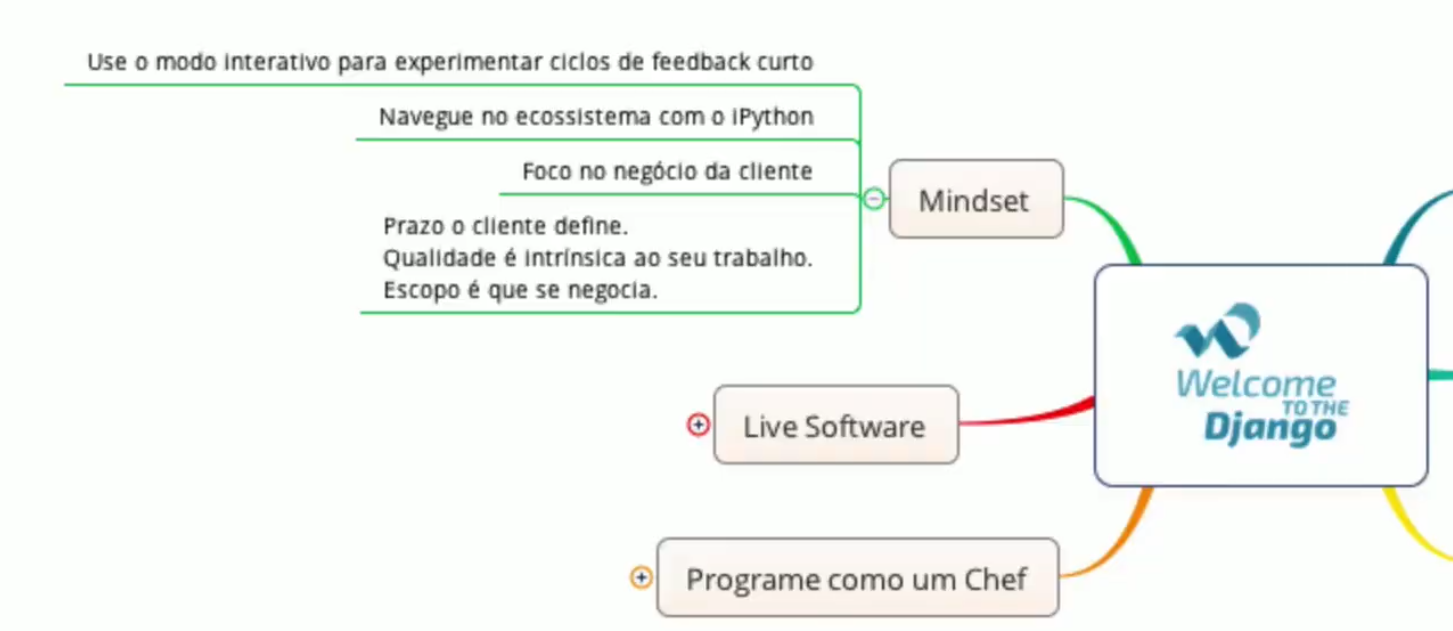 Use o modo interativo para experimentar ciclos de feedback curto
Navegue no ecossistema com o iPython
Foco no negócio da cliente
Prazo o cliente define.
Qualidade é intrínsica ao seu trabalho.
Escopo é que se negocia.
Mindset
Live Software
Programe como um Chef
Welcome
TO THE
Django